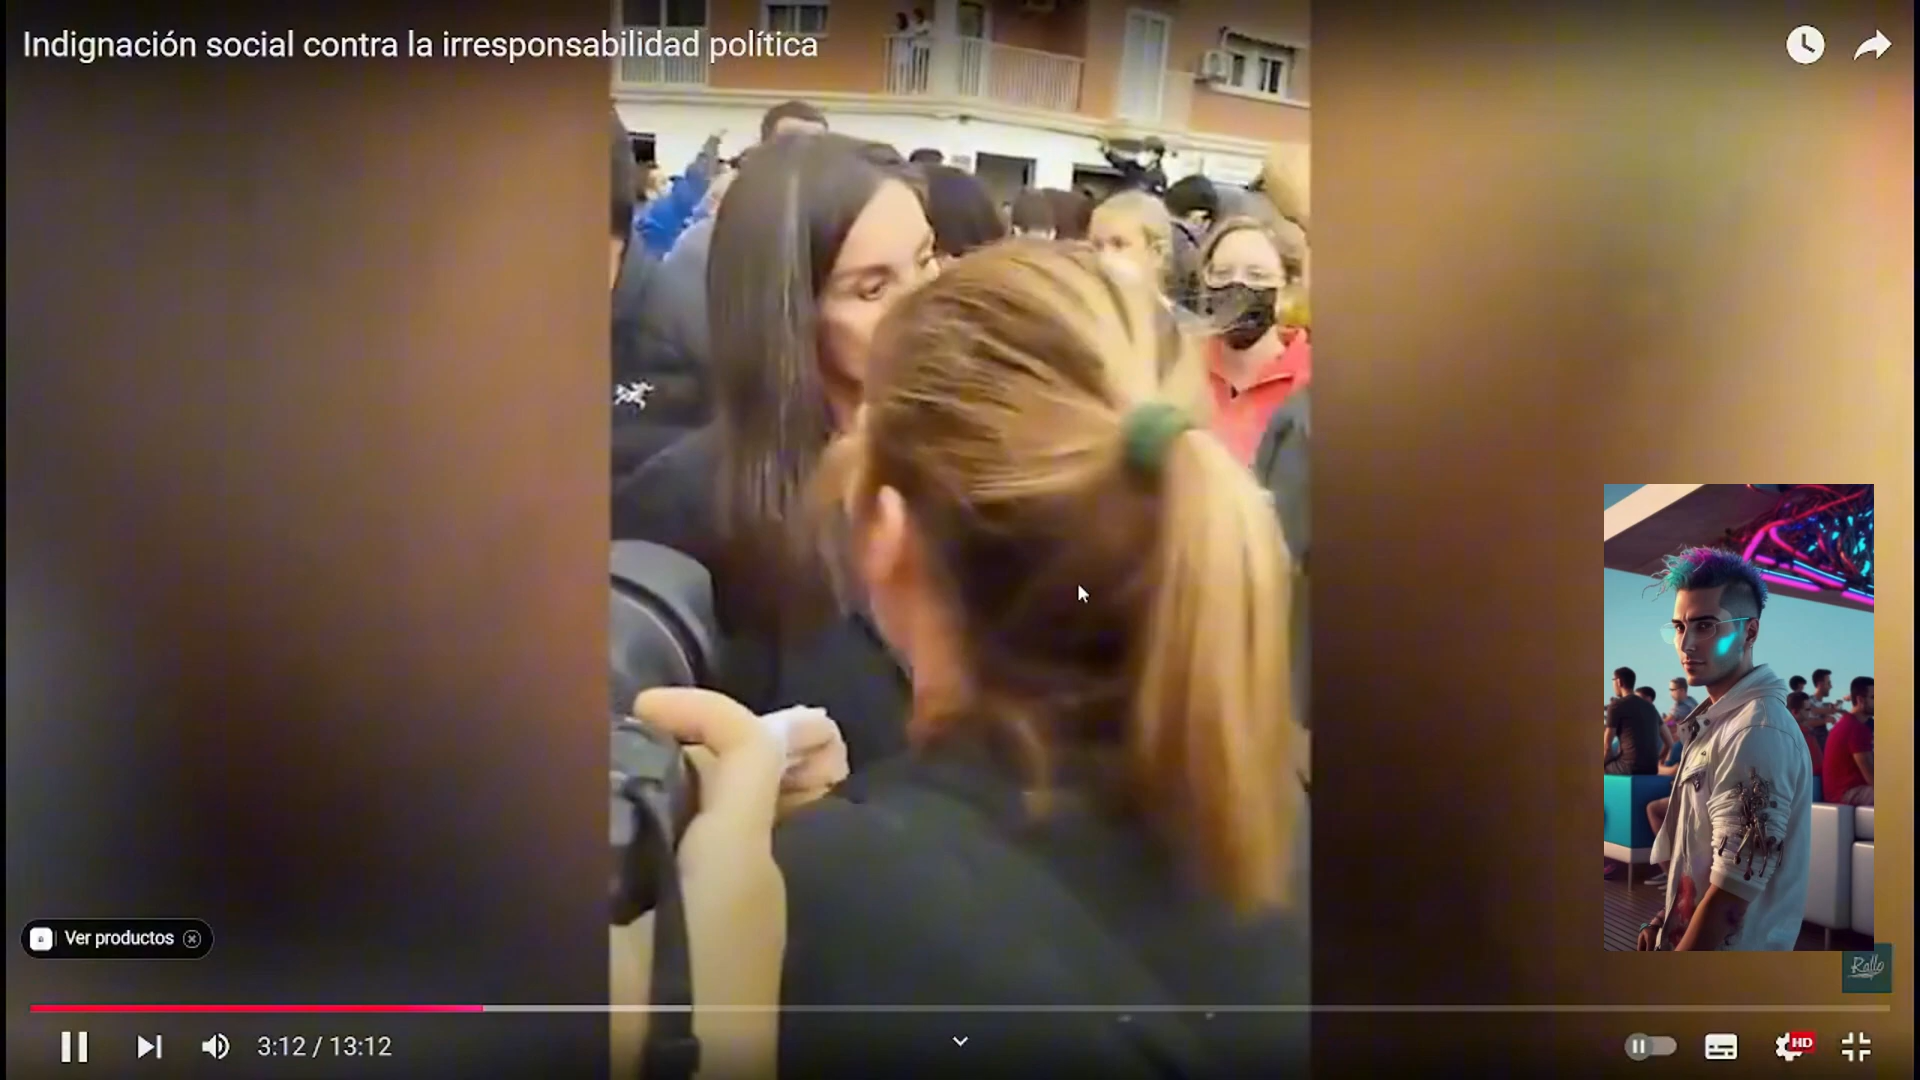 Indignación social contra la irresponsabilidad política
Ver productos
Rallo
3:12 / 13:12
HD